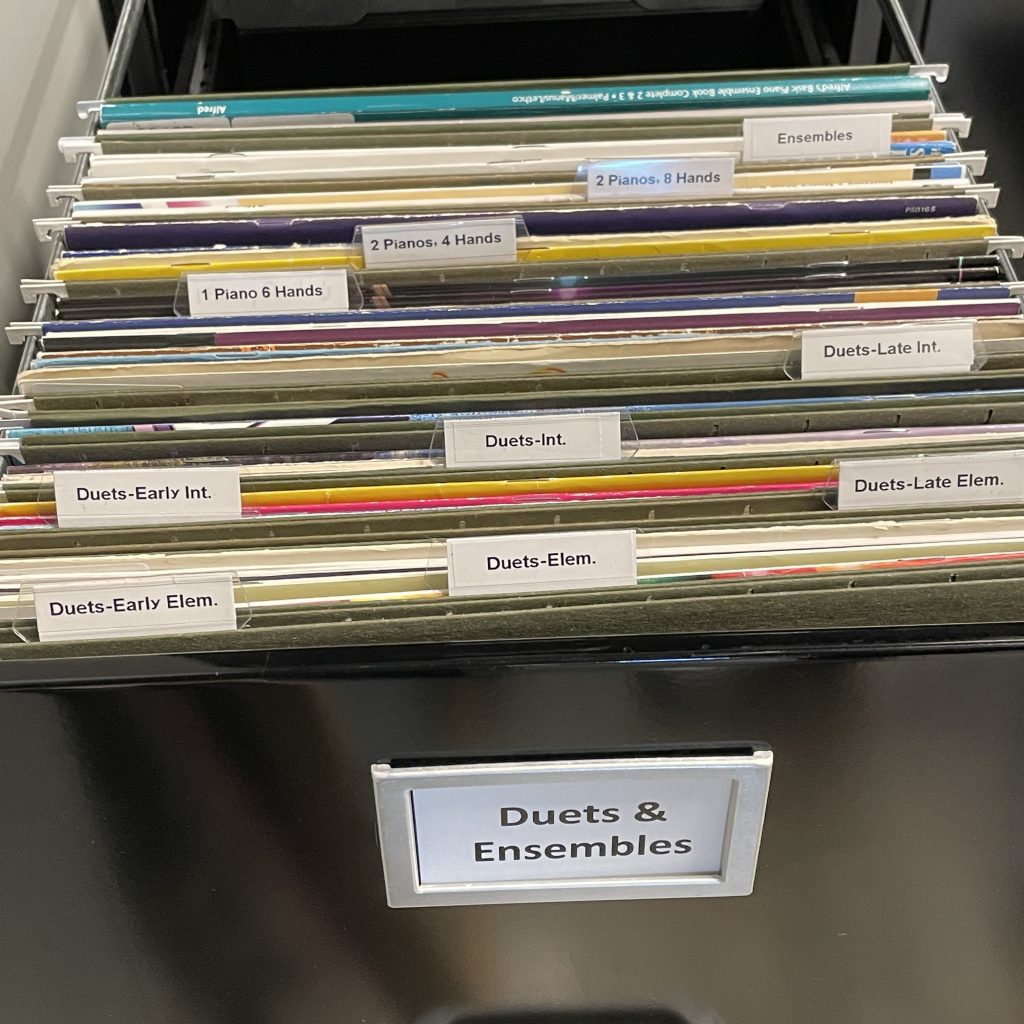 Alfred's Basic Piano Ensemble Book Complete 2 & 3 • Palmer/Manus/Lethco
Alfred
Ensembles
2 Pianos, 8 Hands
2 Pianos, 4 Hands
1 Piano 6 Hands
Duets-Late Int.
Duets-Int.
Duets-Early Int.
Duets-Late Elem.
Duets-Elem.
Duets-Early Elem.
Duets &
Ensembles